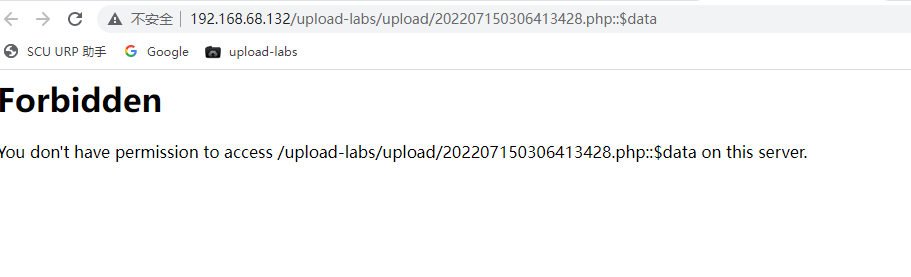 不安全 | 192.168.68.132/upload-labs/upload/202207150306413428.php::$data
SCU URP 助手 Google upload-labs
Forbidden
You don't have permission to access /upload-labs/upload/202207150306413428.php::$data on this server.